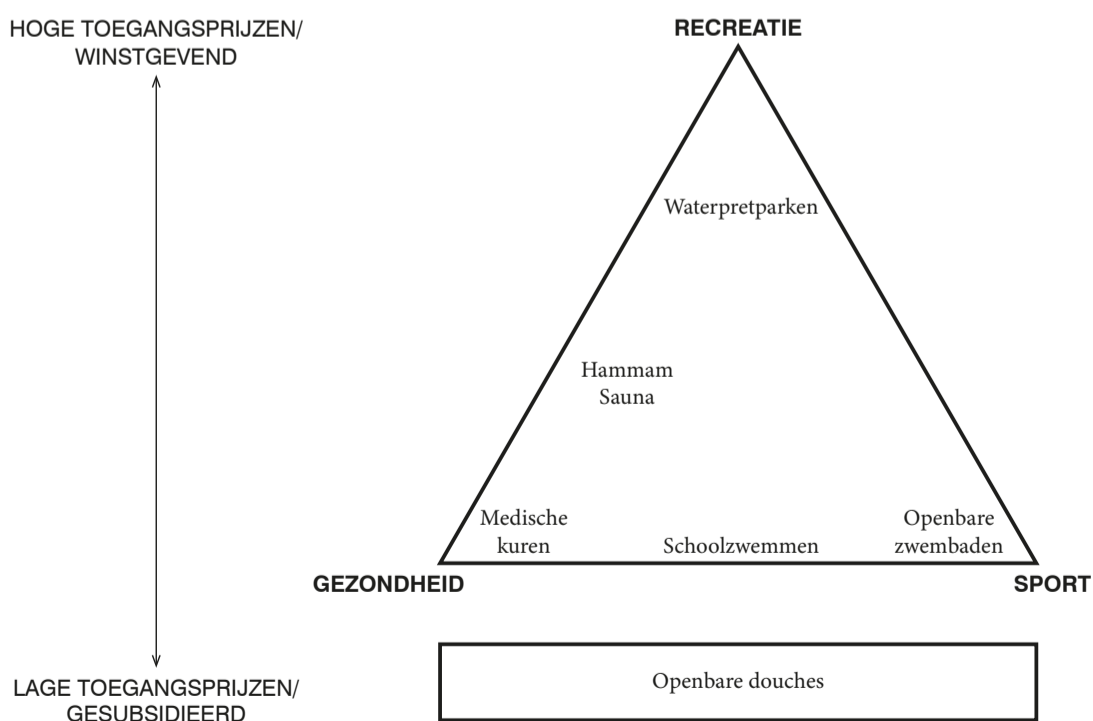 HOGE TOEGANGSPRIJZEN/
WINSTGEVEND
RECREATIE
Waterpretparken
Hammam
Sauna
Medische
kuren
Schoolzwemmen
Openbare
zwembaden
GEZONDHEID
SPORT
LAGE TOEGANGSPRIJZEN/
GESUBSIDIEERD
Openbare douches